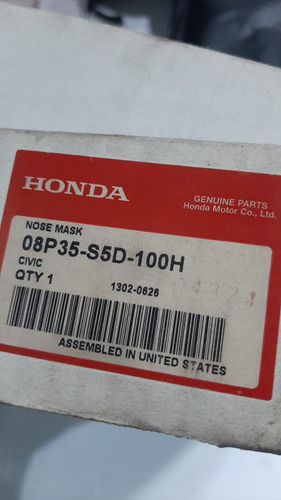 HONDA
GENUINE PARTS
Honda Motor Co., Ltd.
NOSE MASK
08P35-S5D-100H
CIVIC
QTY 1
1302-0626
ASSEMBLED IN UNITED STATES